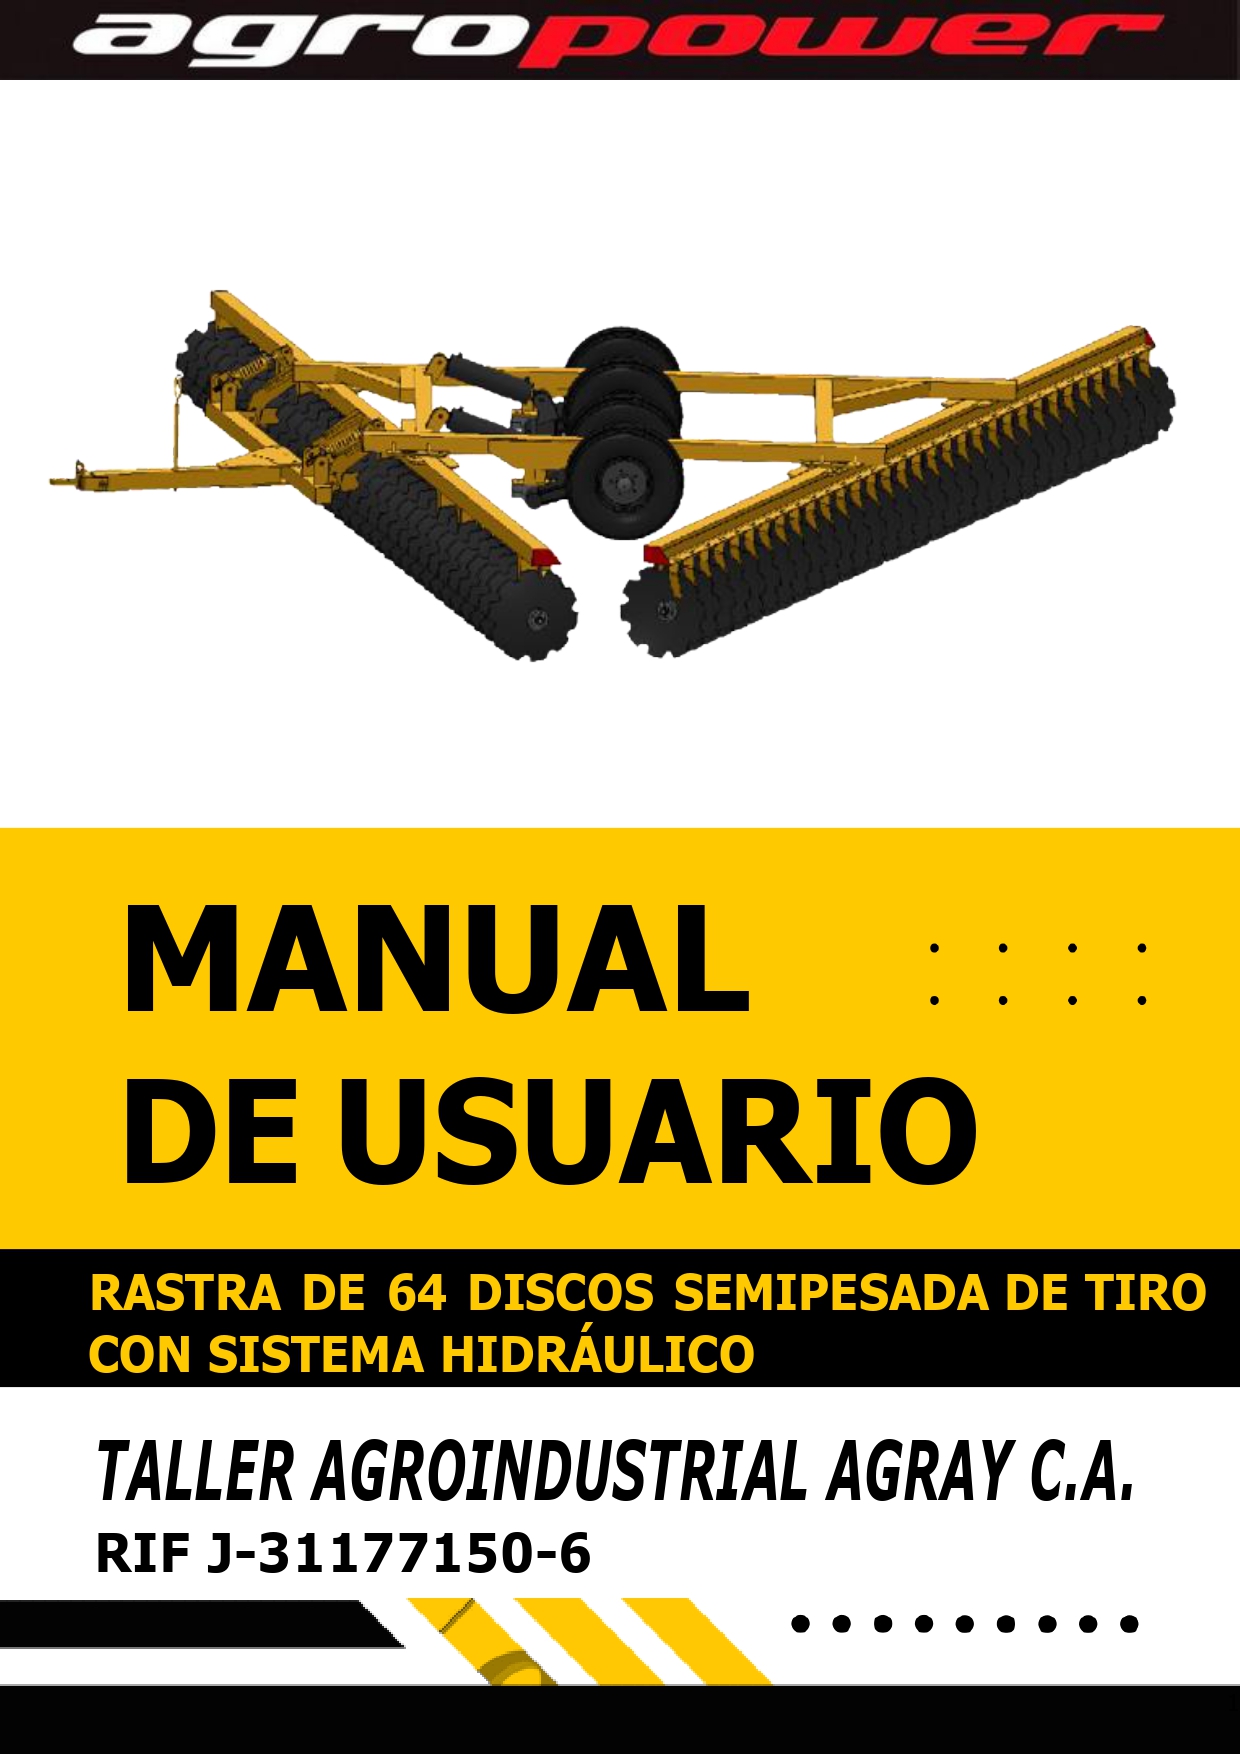 agropower
MANUAL
DE USUARIO
RASTRA DE 64 DISCOS SEMIPESADA DE TIRO
CON SISTEMA HIDRÁULICO
TALLER AGROINDUSTRIAL AGRAY C.A.
RIF J-31177150-6